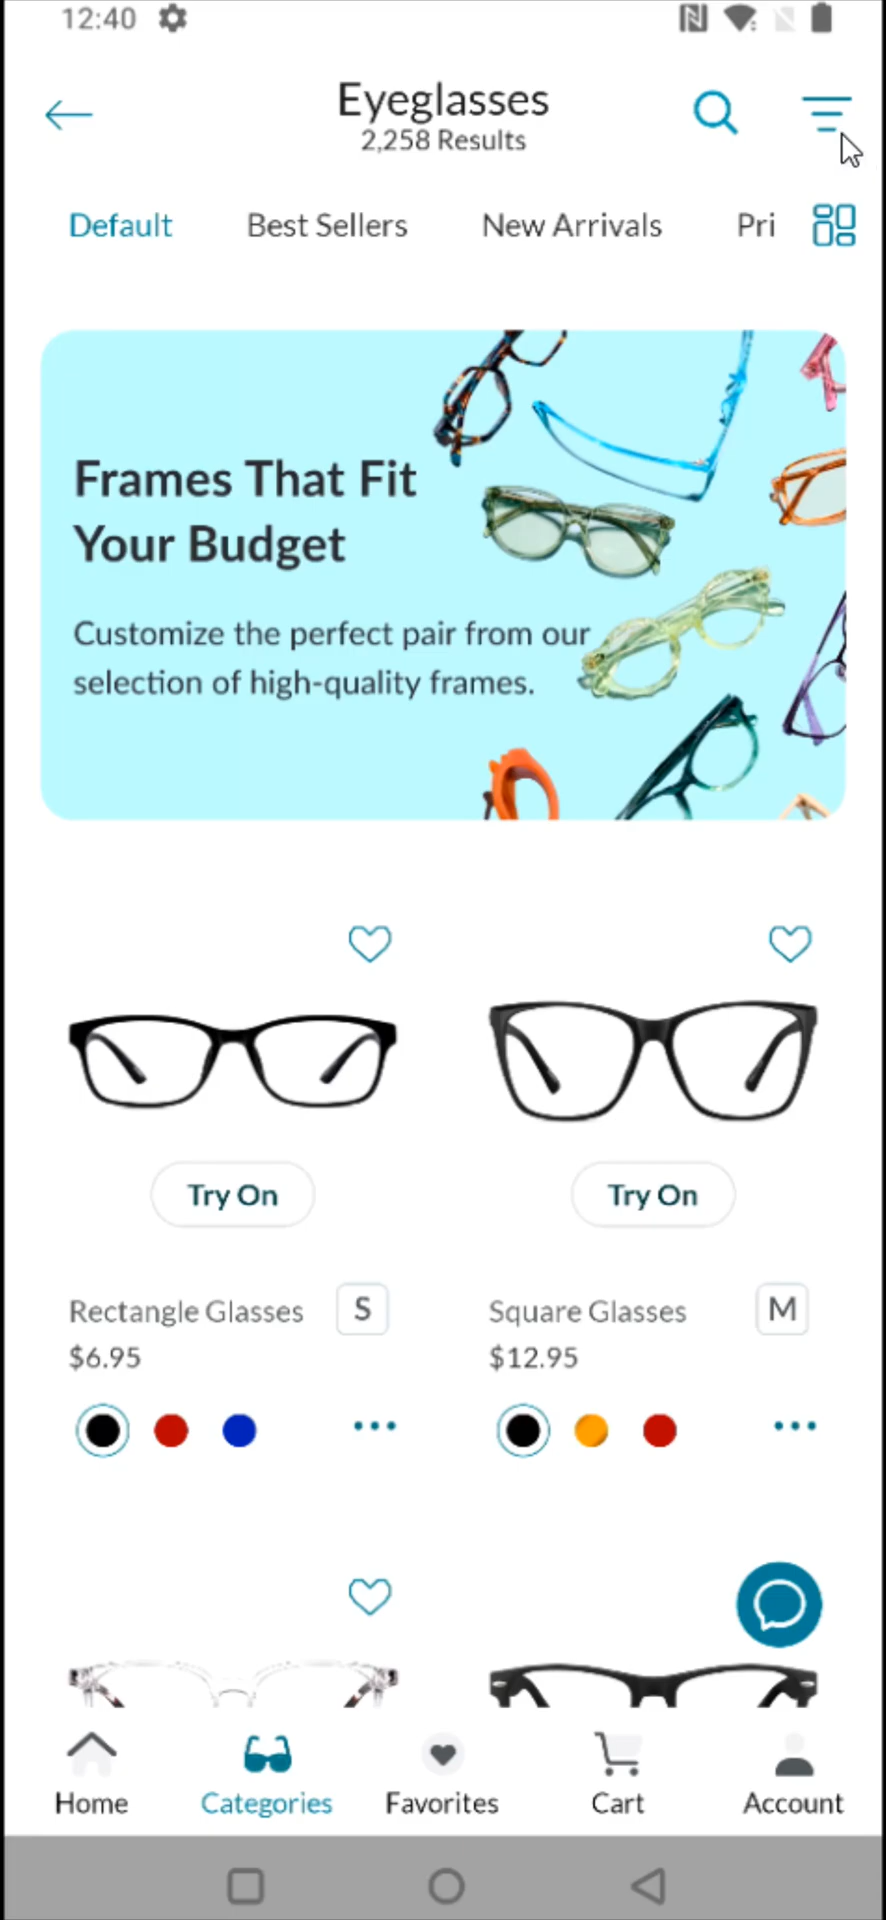 12:40
Eyeglasses
2,258 Results
Default Best Sellers New Arrivals Pri
Frames That Fit
Your Budget
Customize the perfect pair from our
selection of high-quality frames.
Try On Try On
Rectangle Glasses S Square Glasses M
$6.95 $12.95
Home Categories Favorites Cart Account